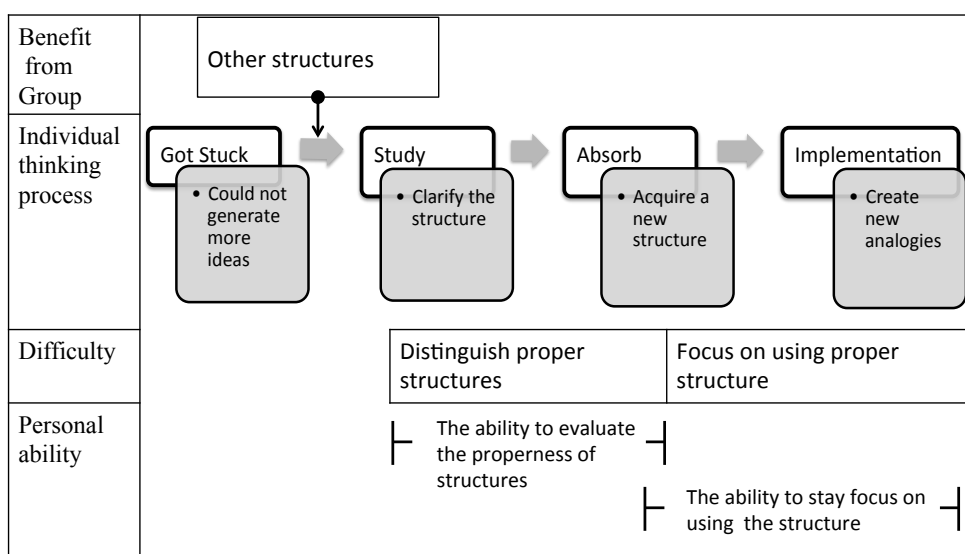 Benefit
from
Group
Other structures
Individual
thinking
process
Got Stuck
• Could not
generate
more
ideas
Study
• Clarify the
structure
Absorb
• Acquire a
new
structure
Implementation
• Create
new
analogies
Difficulty
Distinguish proper
structures
Focus on using proper
structure
Personal
ability
The ability to evaluate
the properness of
structures
The ability to stay focus on
using the structure